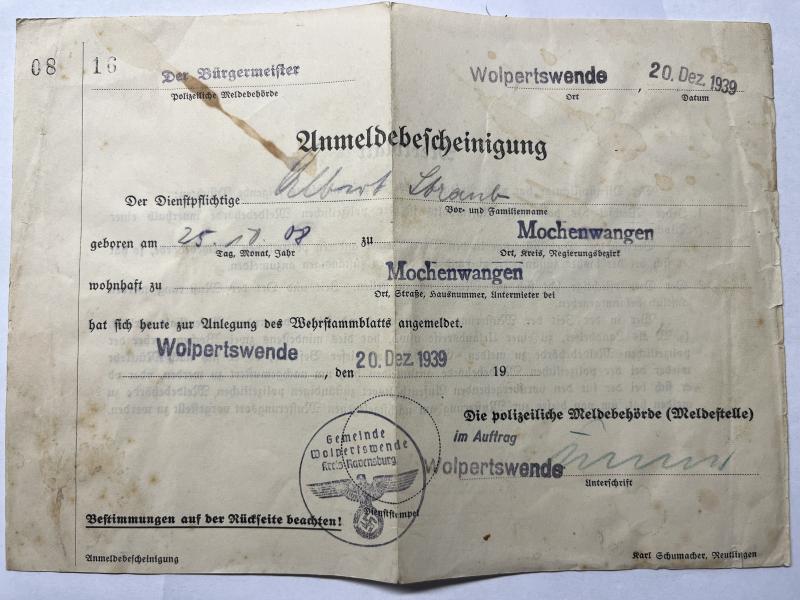 08 16
Der Bürgermeister
Polizeiliche Meldebehörde
Wolpertswende, 20. Dez. 1939
Ort Datum
Anmeldebescheinigung
Der Dienstpflichtige Albert Straub
Vor- und Familienname
geboren am 25. 10 08 zu Mochenwangen
Tag, Monat, Jahr Ort, Kreis, Regierungsbezirk
wohnhaft zu Mochenwangen
Ort, Straße, Hausnummer, Untermieter bei
hat sich heute zur Anlegung des Wehrstammblatts angemeldet.
Wolpertswende, den 20. Dez. 1939 19
Die polizeiliche Meldebehörde (Meldestelle)
im Auftrag
Wolpertswende
Unterschrift
Gemeinde
Wolpertswende
Kreis Ravensburg
Dienststempel
Bestimmungen auf der Rückseite beachten!
Anmeldebescheinigung
Karl Schumacher, Reutlingen